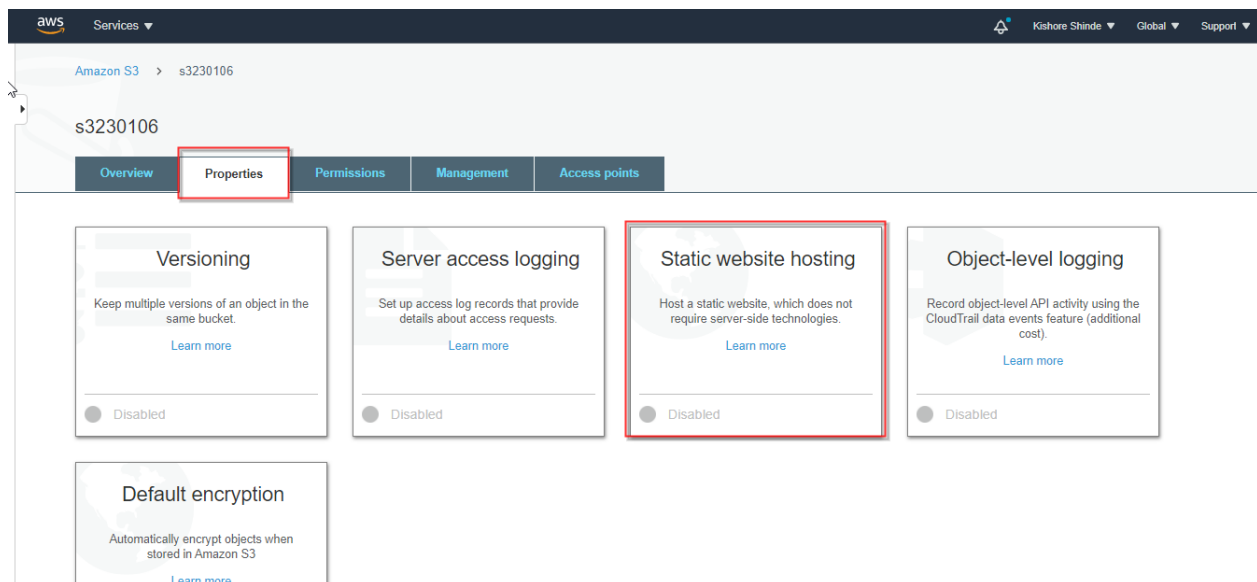 aws Services ▼ Kishore Shinde ▼ Global ▼ Support ▼
Amazon S3 > s3230106
s3230106
Overview Properties Permissions Management Access points
Versioning
Keep multiple versions of an object in the
same bucket.
Learn more
Disabled
Server access logging
Set up access log records that provide
details about access requests.
Learn more
Disabled
Static website hosting
Host a static website, which does not
require server-side technologies.
Learn more
Disabled
Object-level logging
Record object-level API activity using the
CloudTrail data events feature (additional
cost).
Learn more
Disabled
Default encryption
Automatically encrypt objects when
stored in Amazon S3
Learn more